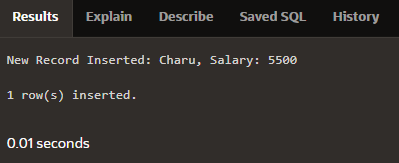 Results Explain Describe Saved SQL History
New Record Inserted: Charu, Salary: 5500
1 row(s) inserted.
0.01 seconds